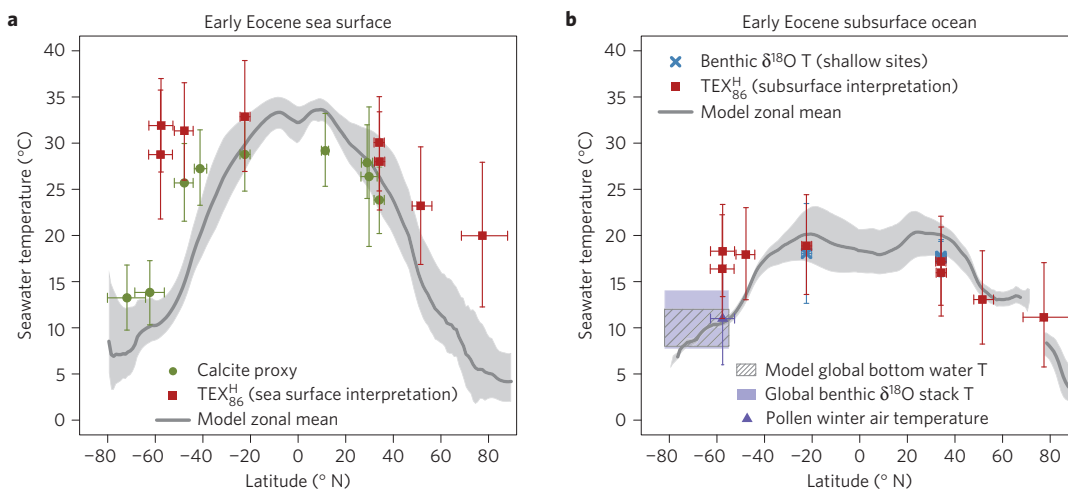 a
Early Eocene sea surface
40
35
30
25
20
15
10
5
0
Seawater temperature (°C)
Calcite proxy
TEX₈₆ᴴ (sea surface interpretation)
Model zonal mean
−80 −60 −40 −20 0 20 40 60 80
Latitude (° N)
b
Early Eocene subsurface ocean
40
35
30
25
20
15
10
5
0
Seawater temperature (°C)
Benthic δ¹⁸O T (shallow sites)
TEX₈₆ᴴ (subsurface interpretation)
Model zonal mean
Model global bottom water T
Global benthic δ¹⁸O stack T
Pollen winter air temperature
−80 −60 −40 −20 0 20 40 60 80
Latitude (° N)